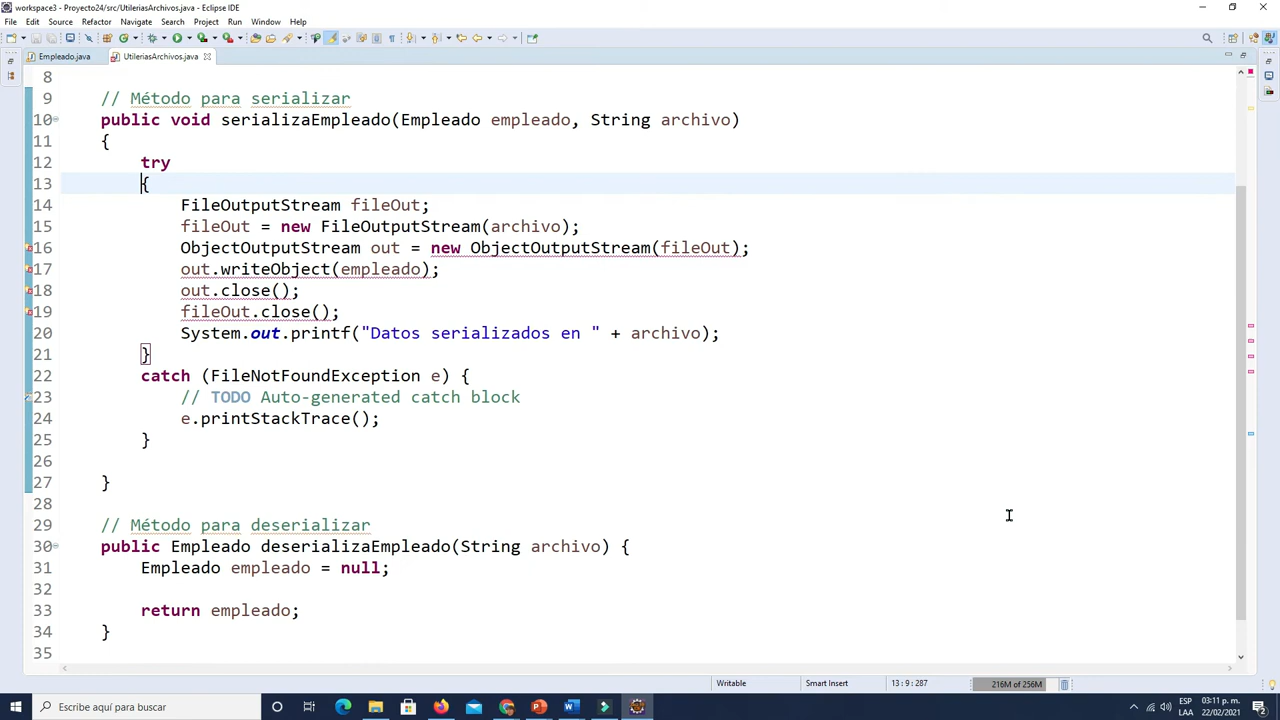 workspace3 - Proyecto24/src/UtileriasArchivos.java - Eclipse IDE
File Edit Source Refactor Navigate Search Project Run Window Help
Empleado.java UtileriasArchivos.java
8
9 // Método para serializar
10 public void serializaEmpleado(Empleado empleado, String archivo)
11 {
12 try
13 {
14 FileOutputStream fileOut;
15 fileOut = new FileOutputStream(archivo);
16 ObjectOutputStream out = new ObjectOutputStream(fileOut);
17 out.writeObject(empleado);
18 out.close();
19 fileOut.close();
20 System.out.printf("Datos serializados en " + archivo);
21 }
22 catch (FileNotFoundException e) {
23 // TODO Auto-generated catch block
24 e.printStackTrace();
25 }
26
27 }
28
29 // Método para deserializar
30 public Empleado deserializaEmpleado(String archivo) {
31 Empleado empleado = null;
32
33 return empleado;
34 }
35
Writable Smart Insert 13 : 9 : 287 216M of 256M
Escribe aquí para buscar
ESP 03:11 p. m.
LAA 22/02/2021